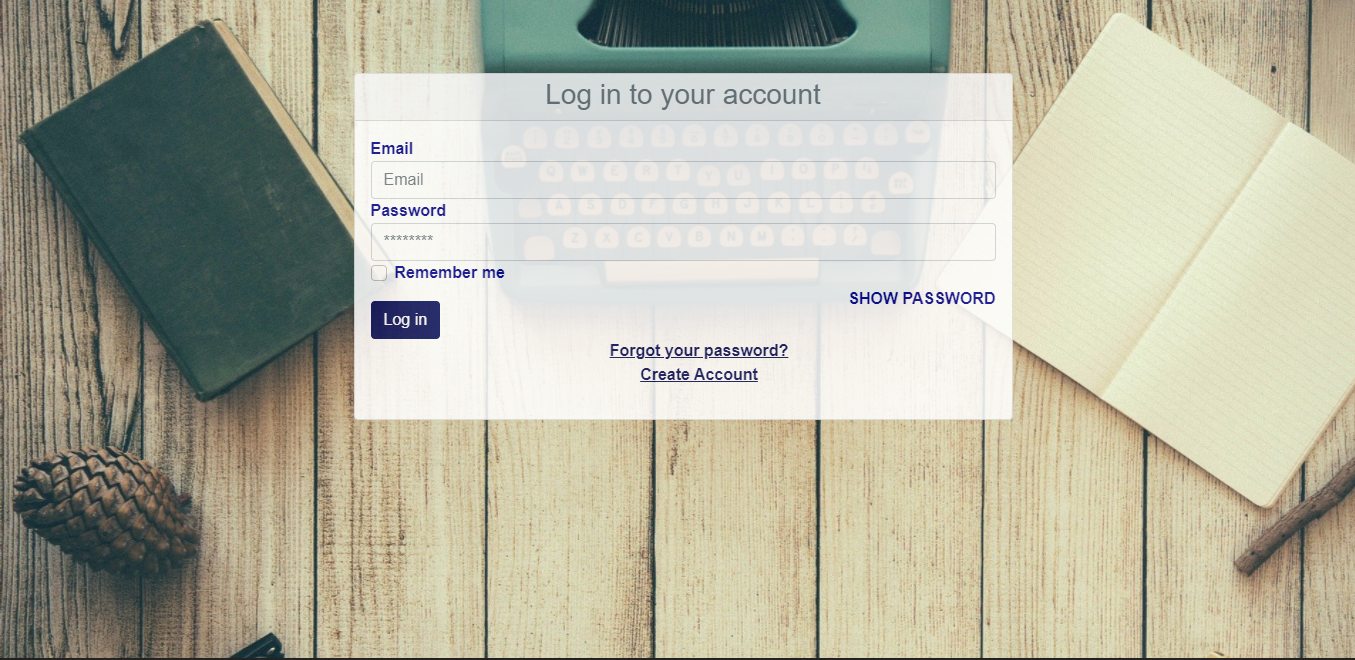 Log in to your account
Email
Email
Password
********
Remember me
SHOW PASSWORD
Log in
Forgot your password?
Create Account